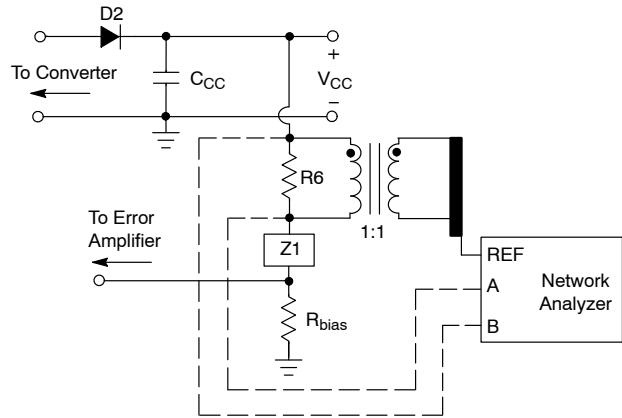 D2
+
To Converter
C_CC
V_CC
−
R6
To Error
Amplifier
1:1
Z1
REF
Network
Analyzer
A
B
R_bias